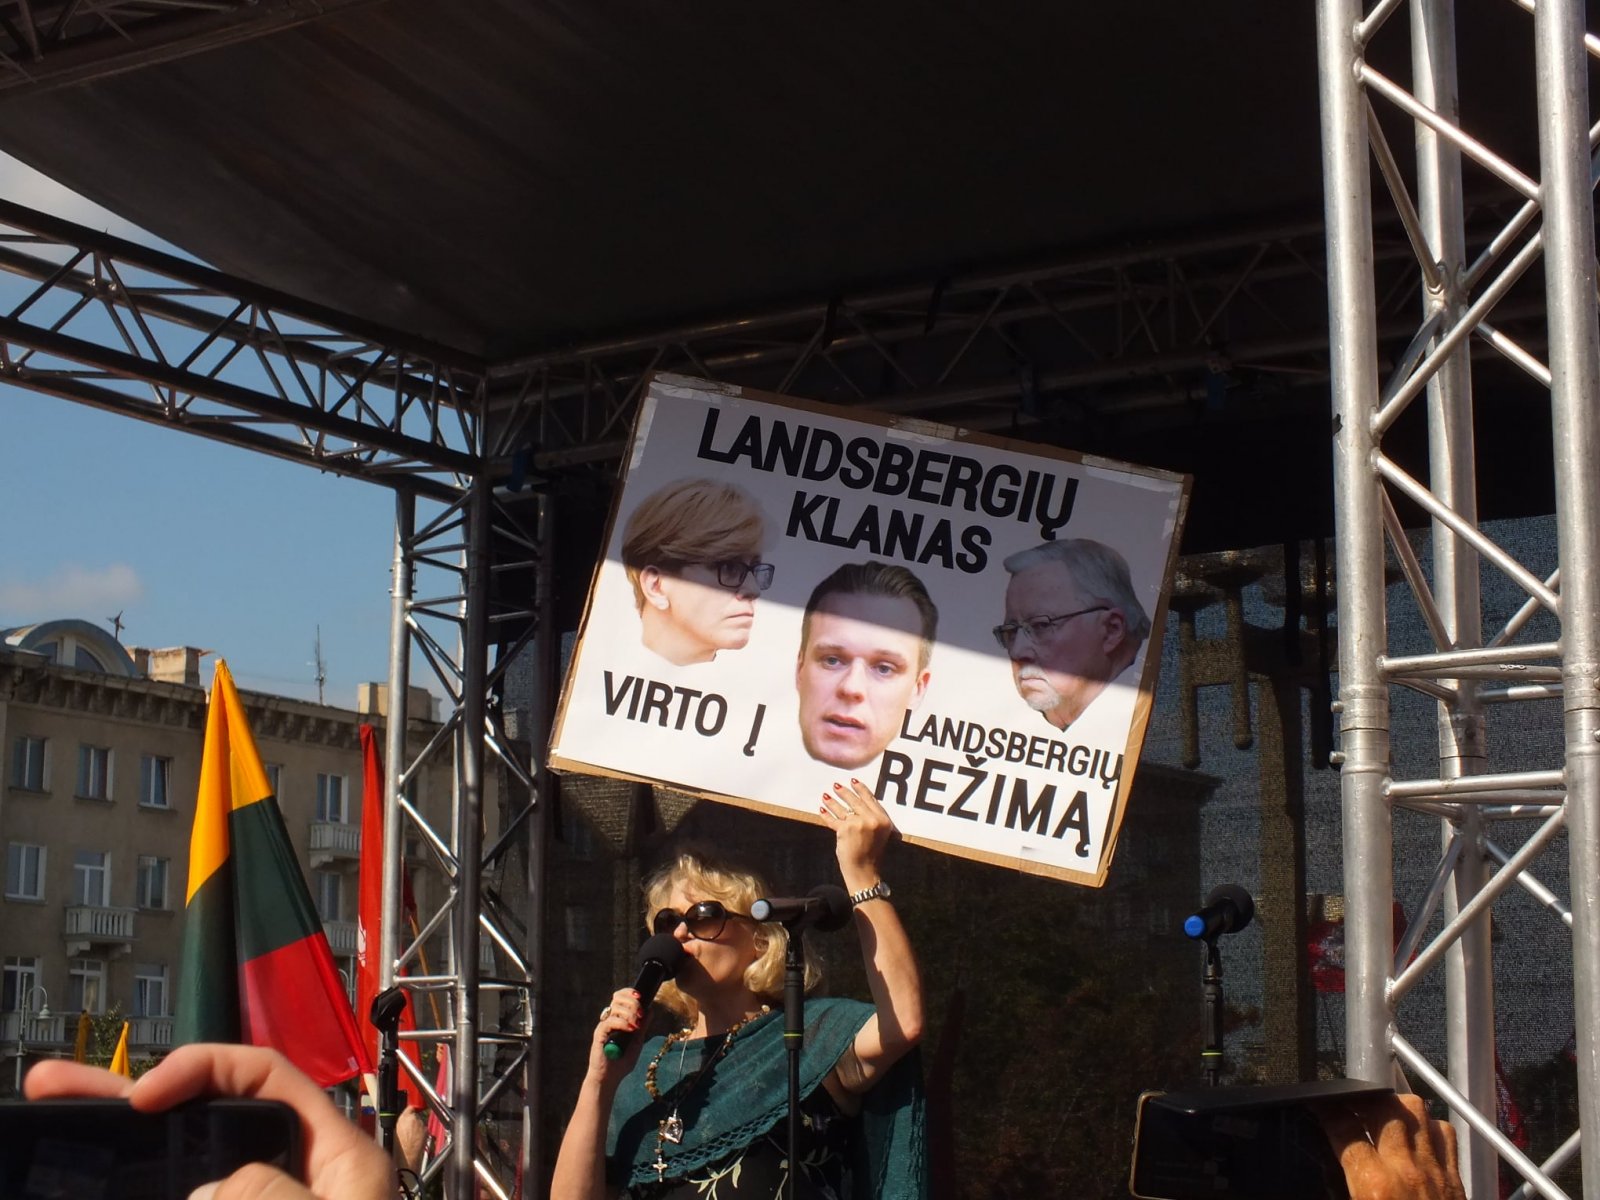 LANDSBERGIŲ
KLANAS
VIRTO Į
LANDSBERGIŲ
REŽIMĄ